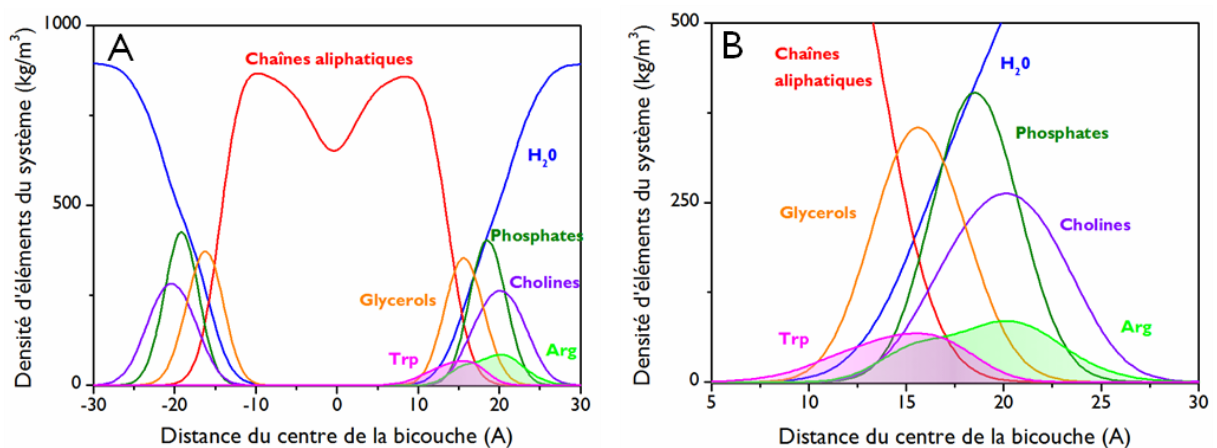 A
1000
500
0
Densité d'éléments du système (kg/m³)
Chaînes aliphatiques
H₂0
Phosphates
Cholines
Glycerols
Trp
Arg
-30
-20
-10
0
10
20
30
Distance du centre de la bicouche (A)
B
500
250
0
Densité d'éléments du système (kg/m³)
Chaînes
aliphatiques
H₂0
Phosphates
Glycerols
Cholines
Trp
Arg
5
10
15
20
25
30
Distance du centre de la bicouche (A)